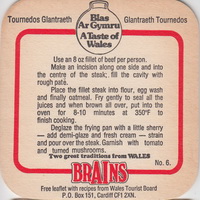 Tournedos Glantraeth
Blas
Ar Gymru
A Taste of
Wales
Glantraeth Tournedos
Use an 8 oz fillet of beef per person.
Make an incision along one side and into
the centre of the steak; fill the cavity with
rough paté.
Place the fillet steak into flour, egg wash
and finally oatmeal. Fry gently to seal all the
juices and when brown all over, put into the
oven for 8-10 minutes at 350°F to finish
cooking.
Deglaze the frying pan with a little sherry
- add demi-glaze and fresh cream - strain
and pour over the steak. Garnish with tomato
and turned mushrooms.
Two great traditions from WALES
No. 6.
BRAINS
Free leaflet with recipes from Wales Tourist Board
P.O. Box 151, Cardiff CF1 2XN.